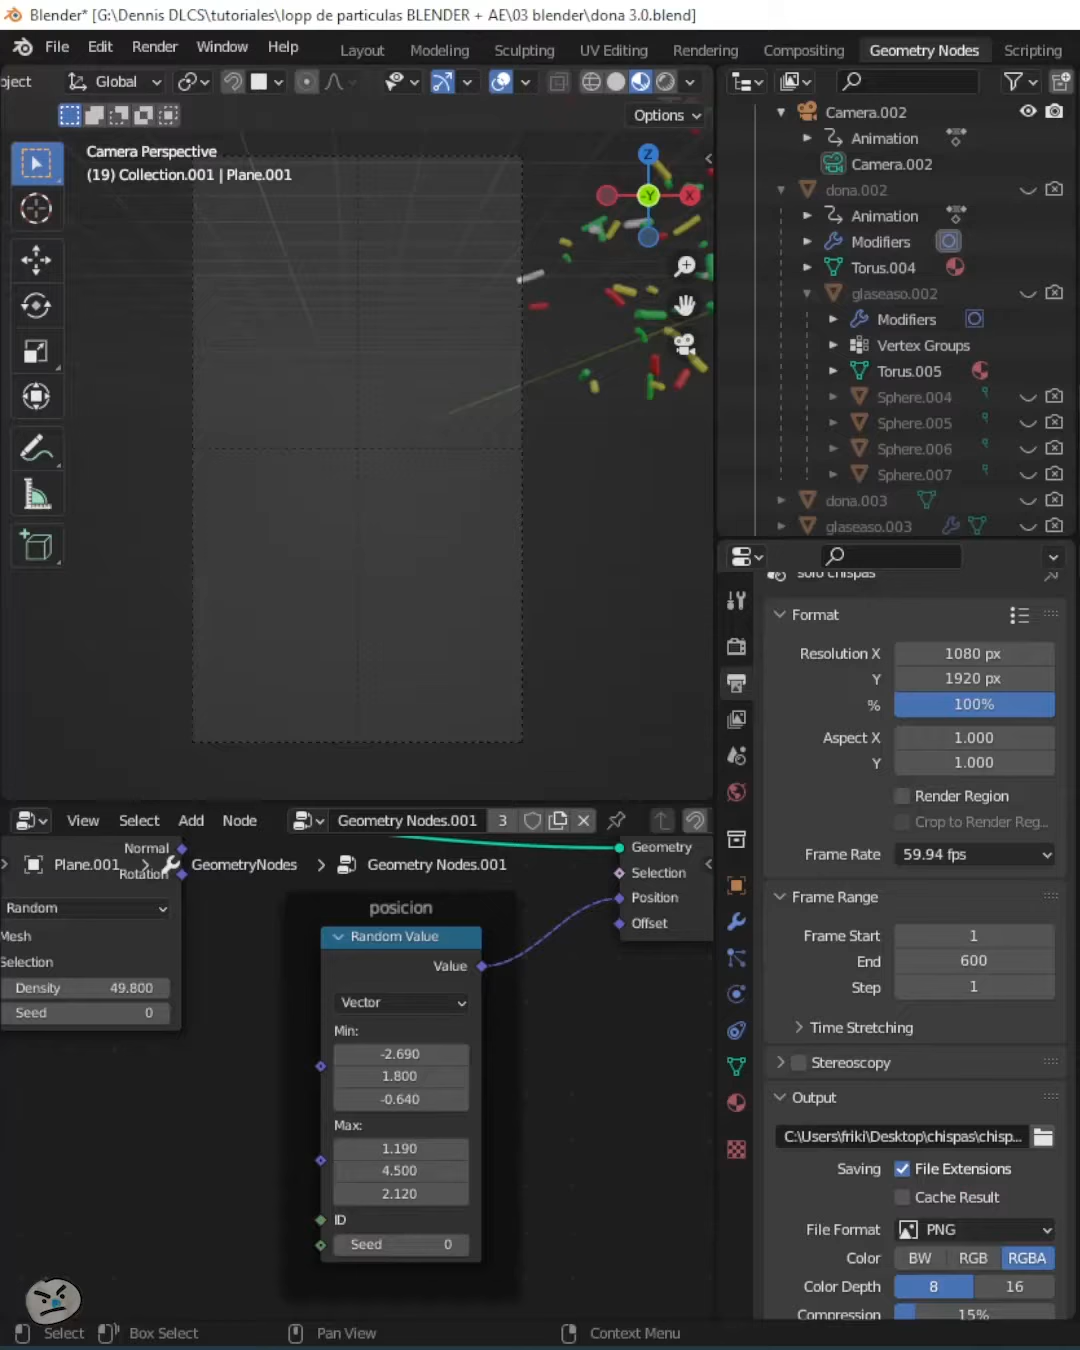 Blender* [G:\Dennis DLCS\tutoriales\lopp de particulas BLENDER + AE\03 blender\dona 3.0.blend]
File Edit Render Window Help Layout Modeling Sculpting UV Editing Rendering Compositing Geometry Nodes Scripting
ject Global
Options
Camera Perspective
(19) Collection.001 | Plane.001
Z
X
-Y
Camera.002
Animation
Camera.002
dona.002
Animation
Modifiers
Torus.004
glaseaso.002
Modifiers
Vertex Groups
Torus.005
Sphere.004
Sphere.005
Sphere.006
Sphere.007
dona.003
glaseaso.003
solo chispas
Format
Resolution X 1080 px
Y 1920 px
% 100%
Aspect X 1.000
Y 1.000
Render Region
Crop to Render Reg...
Frame Rate 59.94 fps
Frame Range
Frame Start 1
End 600
Step 1
Time Stretching
Stereoscopy
Output
C:\Users\friki\Desktop\chispas\chisp...
Saving File Extensions
Cache Result
File Format PNG
Color BW RGB RGBA
Color Depth 8 16
Compression 15%
View Select Add Node Geometry Nodes.001 3
Normal
Plane.001 GeometryNodes Geometry Nodes.001
Rotation
Random
Mesh
Selection
Density 49.800
Seed 0
posicion
Random Value
Value
Vector
Min:
-2.690
1.800
-0.640
Max:
1.190
4.500
2.120
ID
Seed 0
Geometry
Selection
Position
Offset
Select Box Select Pan View Context Menu